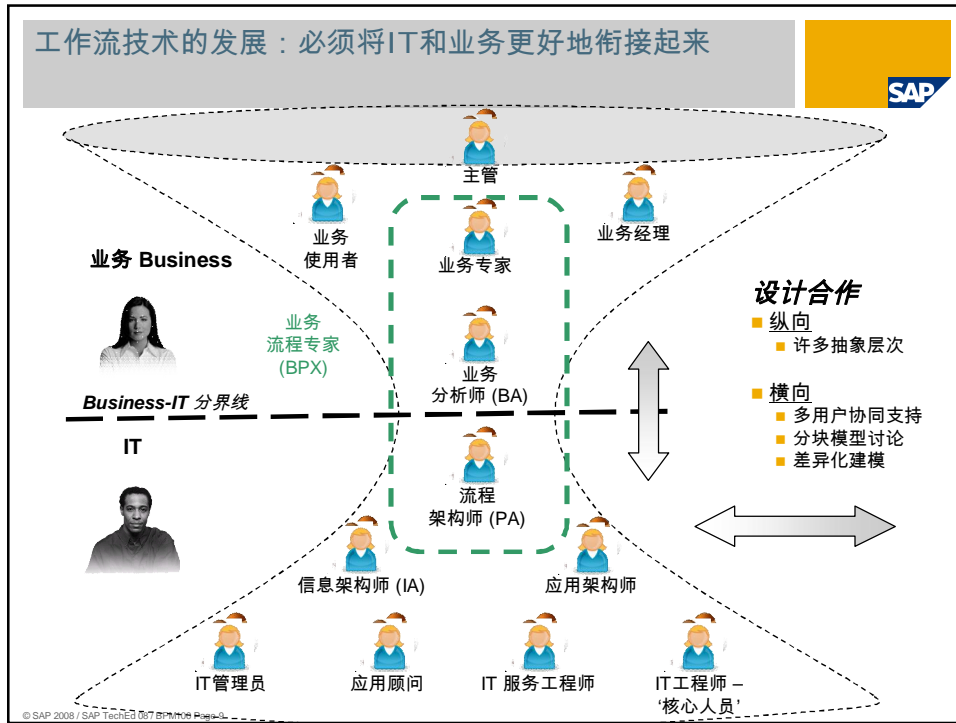 工作流技术的发展：必须将IT和业务更好地衔接起来
SAP
主管
业务
使用者
业务专家
业务经理
业务 Business
业务
流程专家
(BPX)
业务
分析师 (BA)
Business-IT 分界线
IT
流程
架构师 (PA)
信息架构师 (IA)
应用架构师
IT管理员
应用顾问
IT 服务工程师
IT工程师 –
‘核心人员’
设计合作
纵向
许多抽象层次
横向
多用户协同支持
分块模型讨论
差异化建模
© SAP 2008 / SAP TechEd 08 / BPM100 Page 9